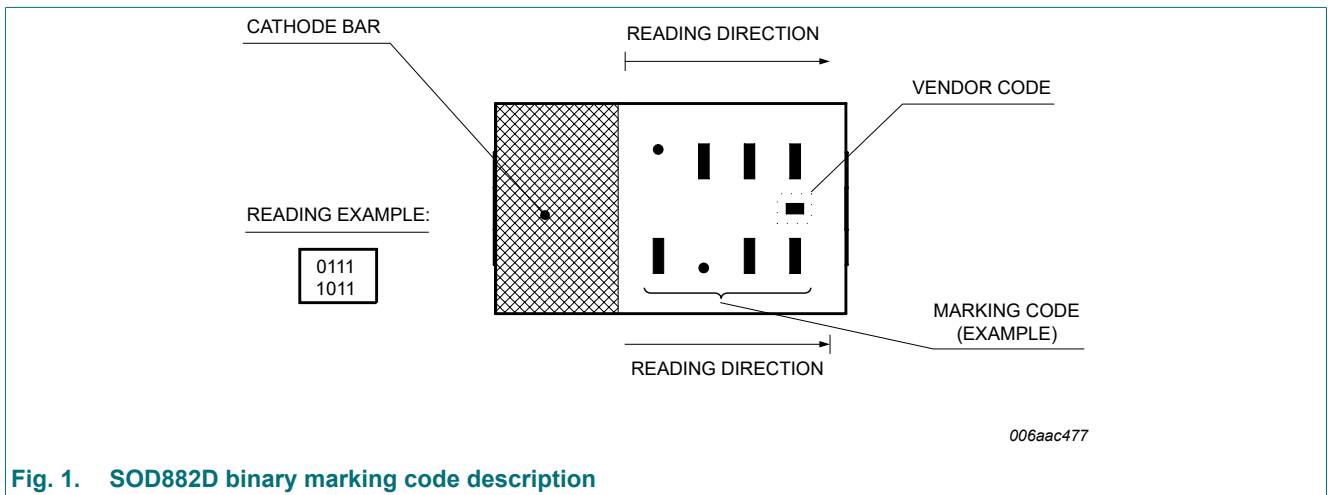 CATHODE BAR
READING DIRECTION
VENDOR CODE
READING EXAMPLE:
0111
1011
MARKING CODE
(EXAMPLE)
READING DIRECTION
006aac477
Fig. 1. SOD882D binary marking code description